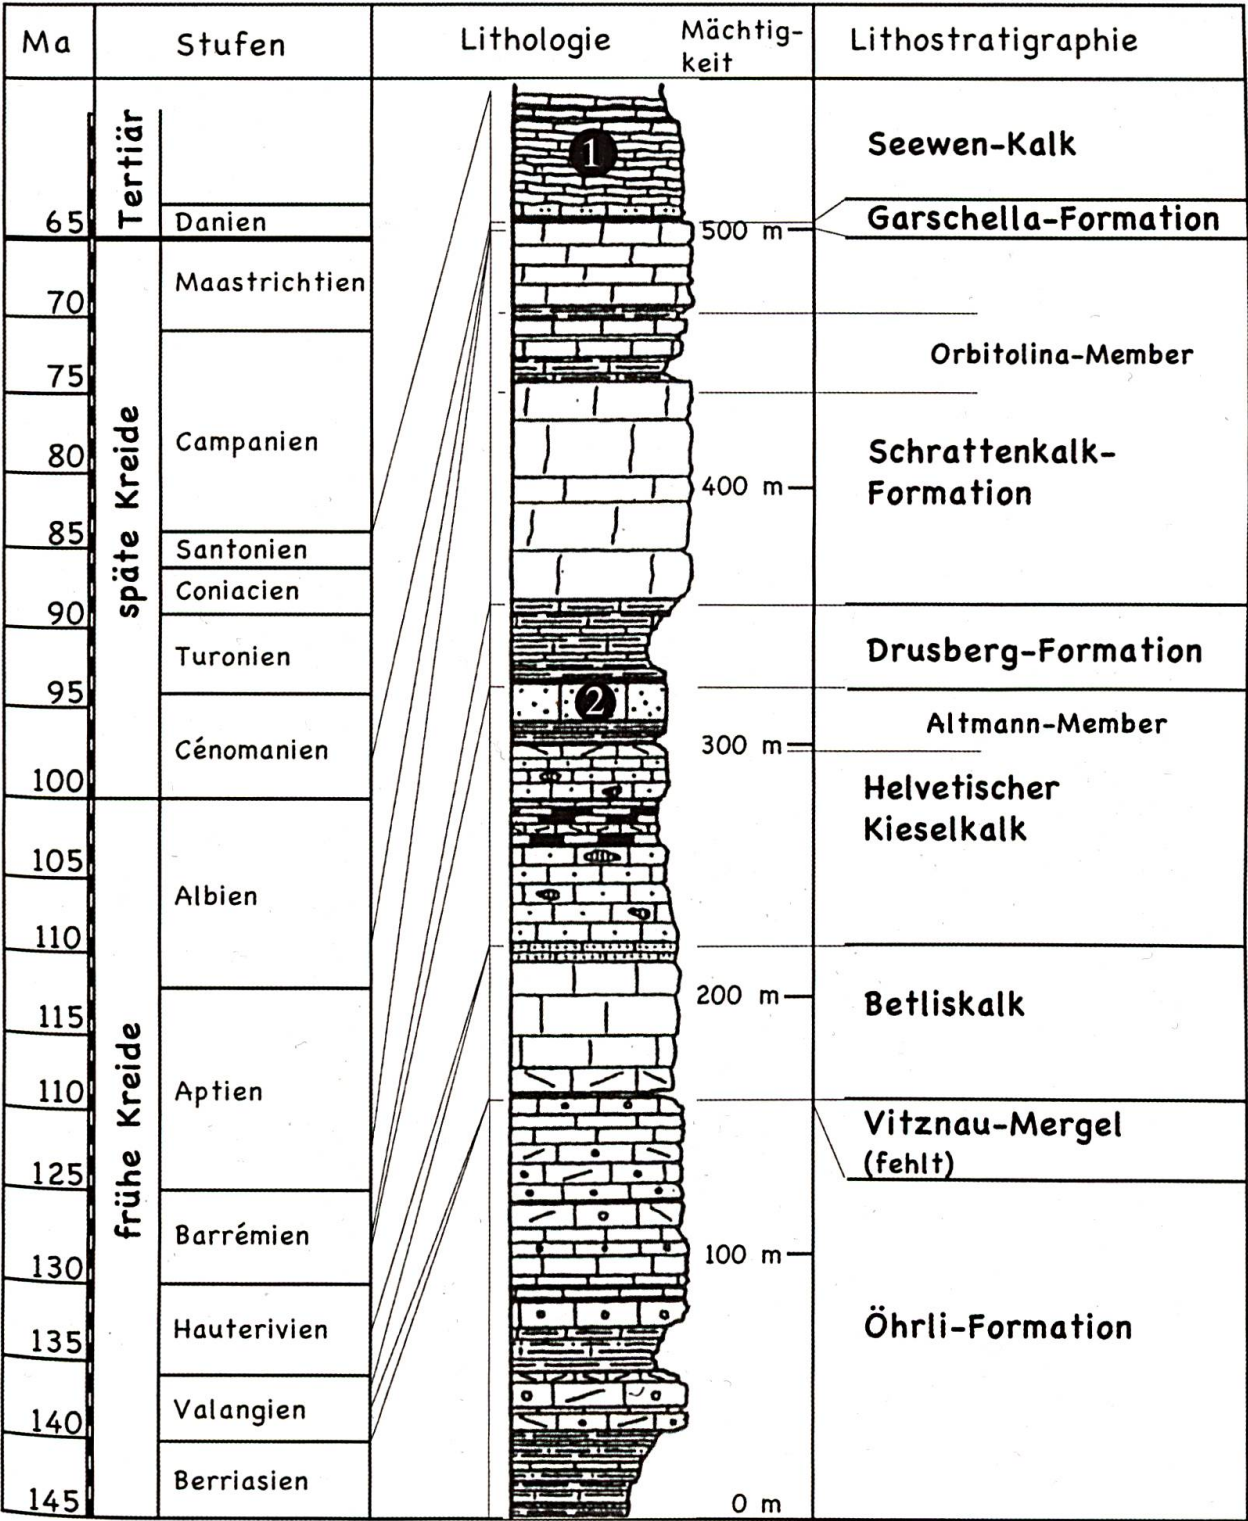 Ma
Stufen
Lithologie
Mächtig-
keit
Lithostratigraphie
65
70
75
80
85
90
95
100
105
110
115
110
125
130
135
140
145
Tertiär
späte Kreide
frühe Kreide
Danien
Maastrichtien
Campanien
Santonien
Coniacien
Turonien
Cénomanien
Albien
Aptien
Barrémien
Hauterivien
Valangien
Berriasien
1
2
500 m
400 m
300 m
200 m
100 m
0 m
Seewen-Kalk
Garschella-Formation
Orbitolina-Member
Schrattenkalk-
Formation
Drusberg-Formation
Altmann-Member
Helvetischer
Kieselkalk
Betliskalk
Vitznau-Mergel
(fehlt)
Öhrli-Formation